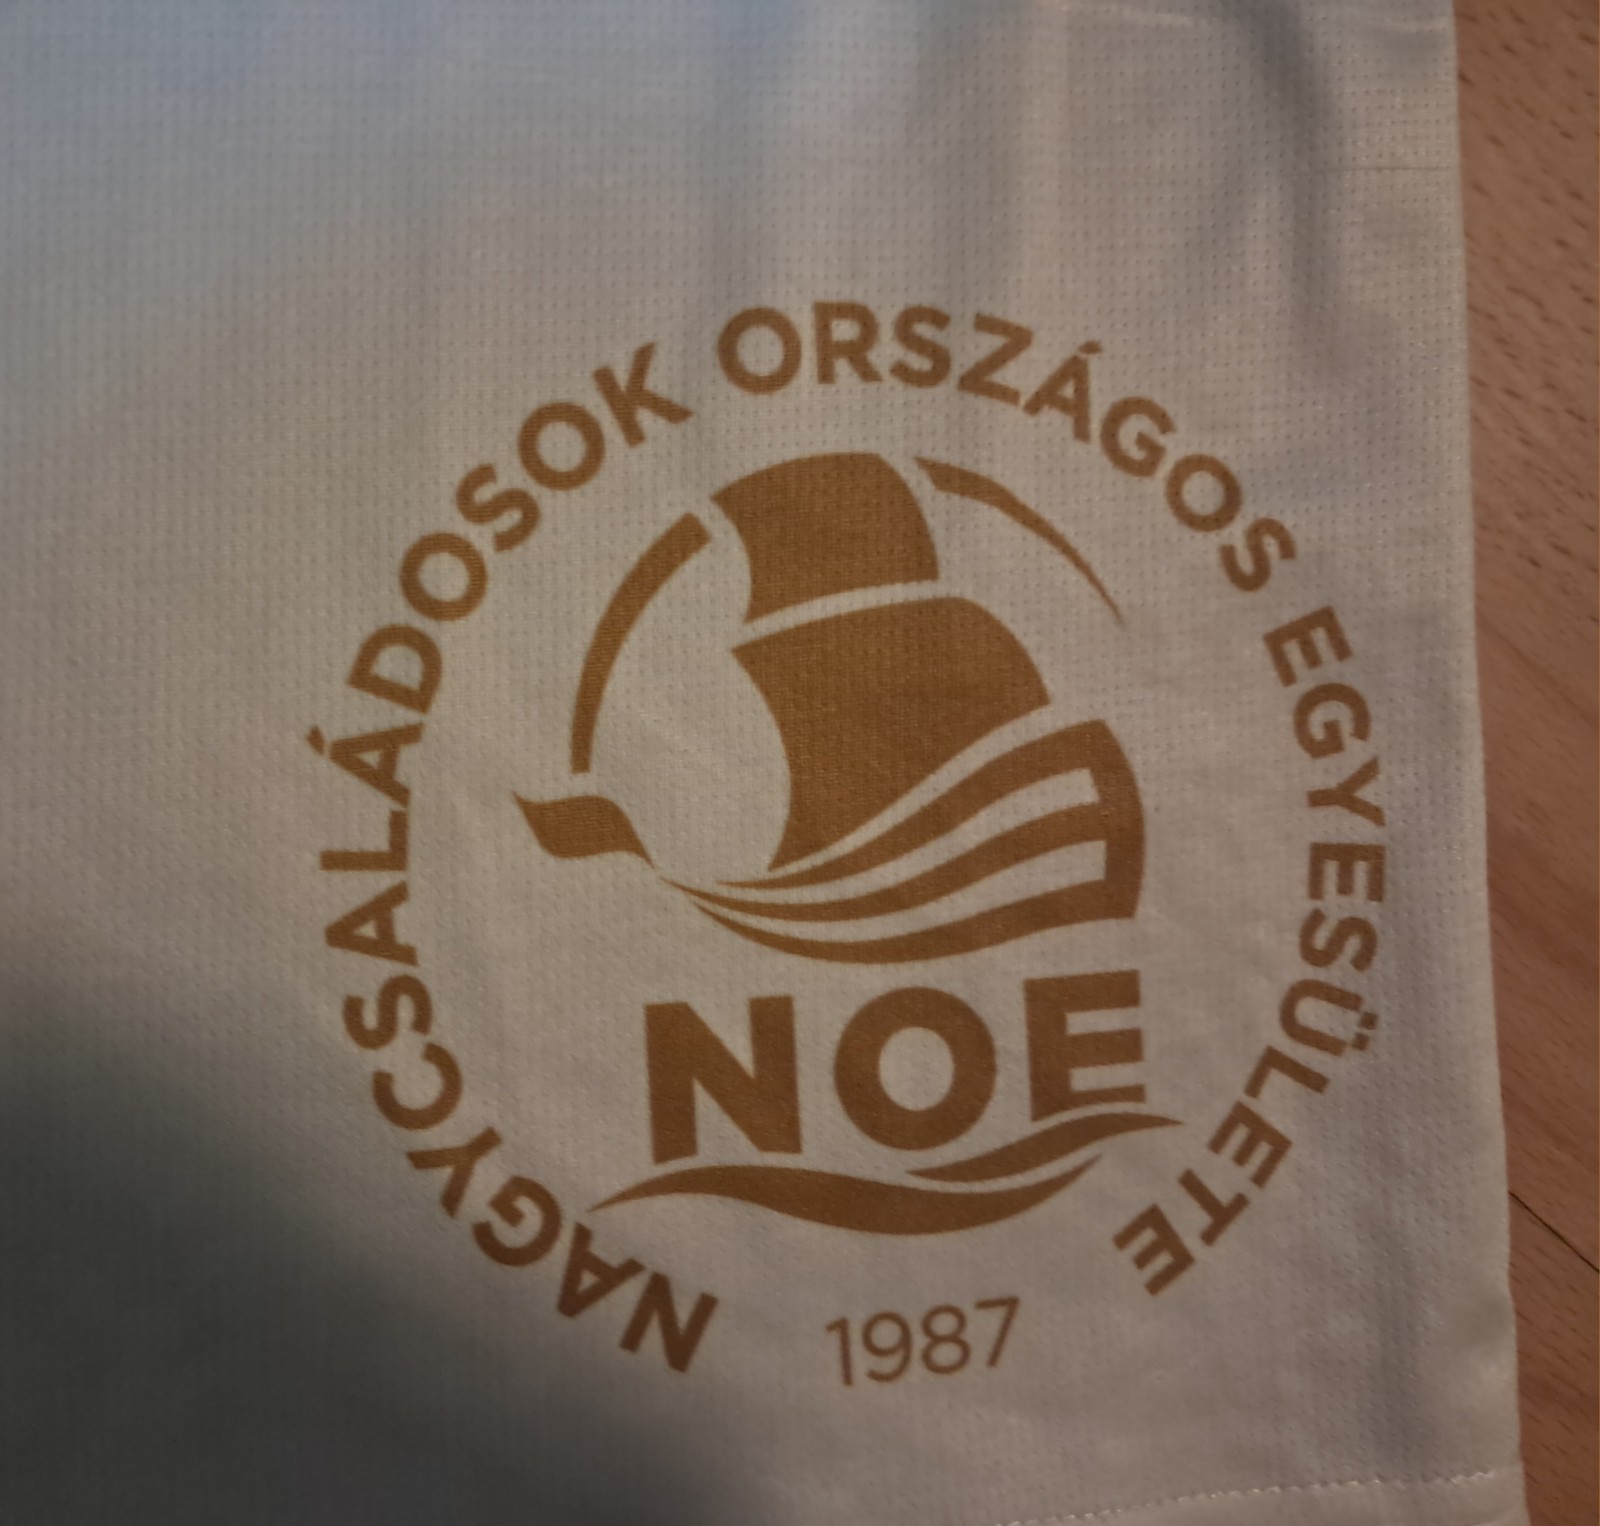 NAGYCSALÁDOSOK ORSZÁGOS EGYESÜLETE
NOE
1987